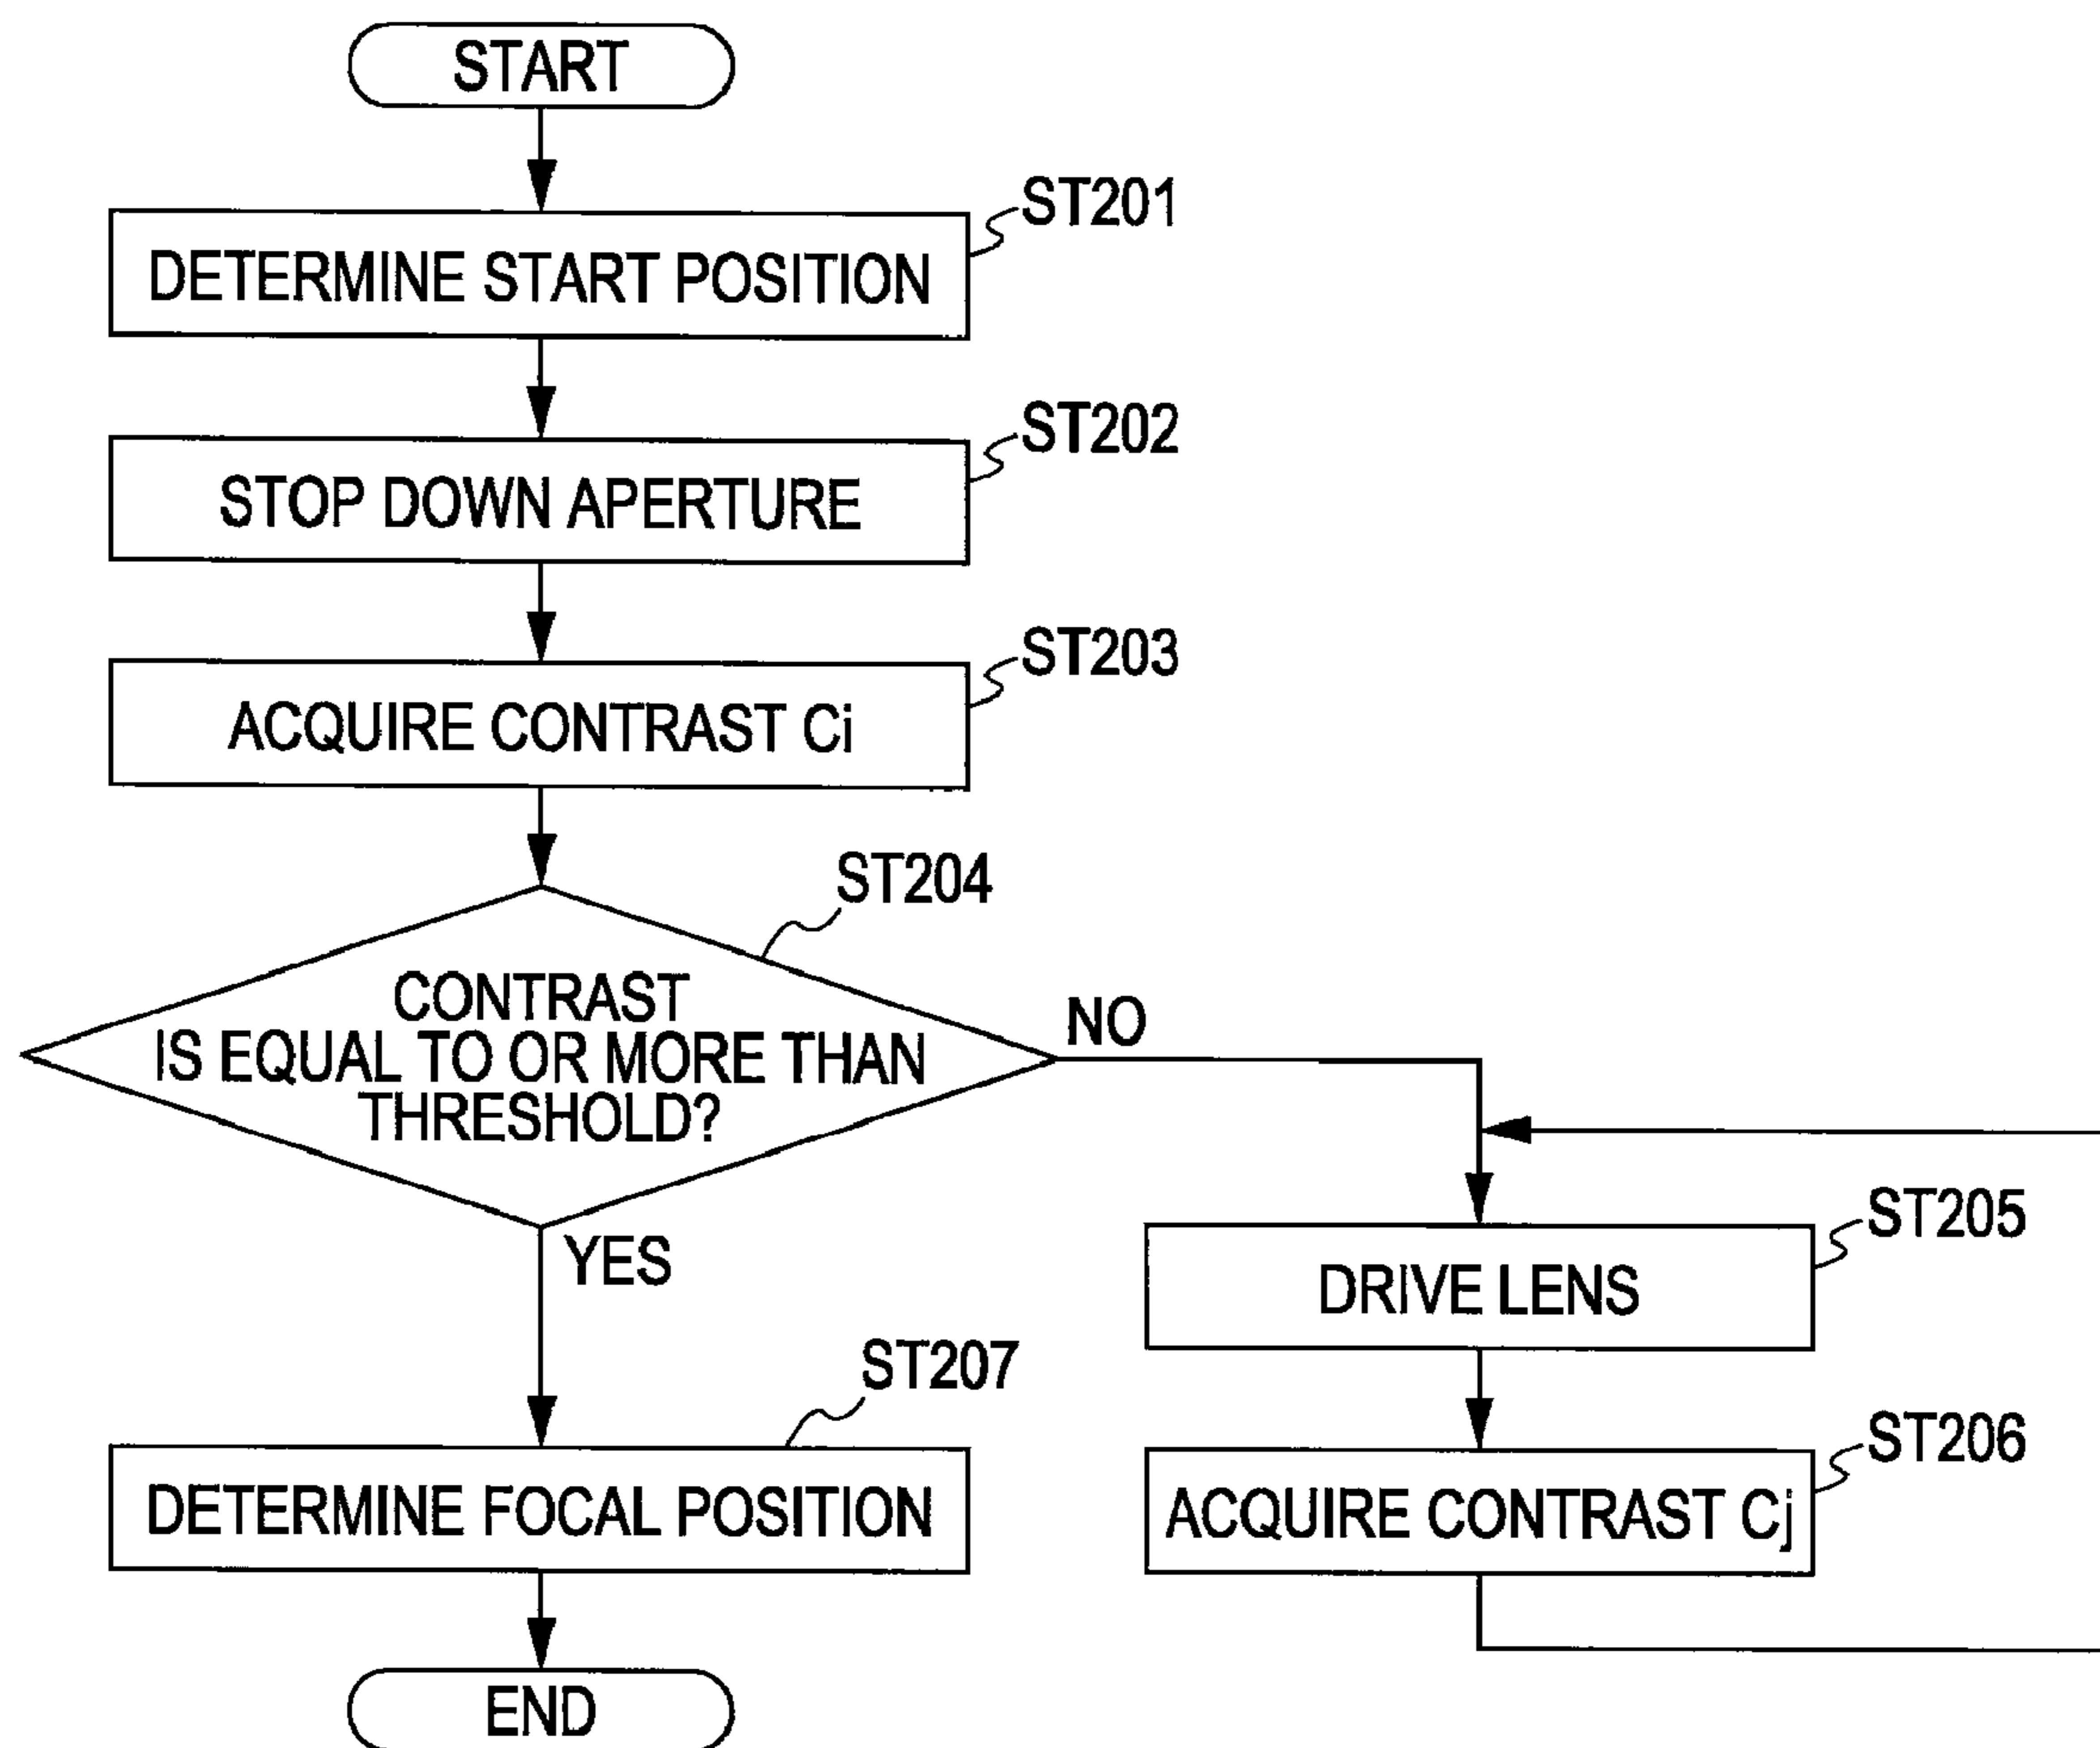 START
ST201
DETERMINE START POSITION
ST202
STOP DOWN APERTURE
ST203
ACQUIRE CONTRAST Ci
ST204
CONTRAST
IS EQUAL TO OR MORE THAN
THRESHOLD?
NO
YES
ST205
DRIVE LENS
ST207
DETERMINE FOCAL POSITION
ST206
ACQUIRE CONTRAST Cj
END